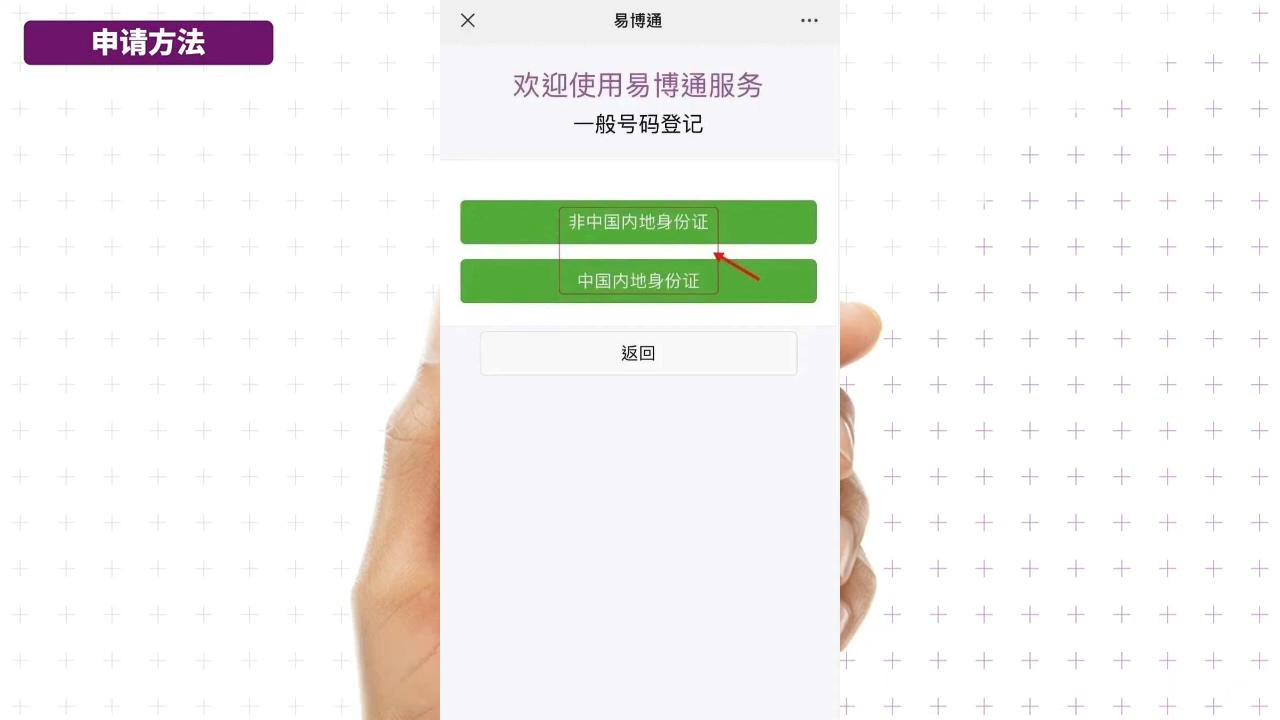 申请方法
易博通
欢迎使用易博通服务
一般号码登记
非中国内地身份证
中国内地身份证
返回